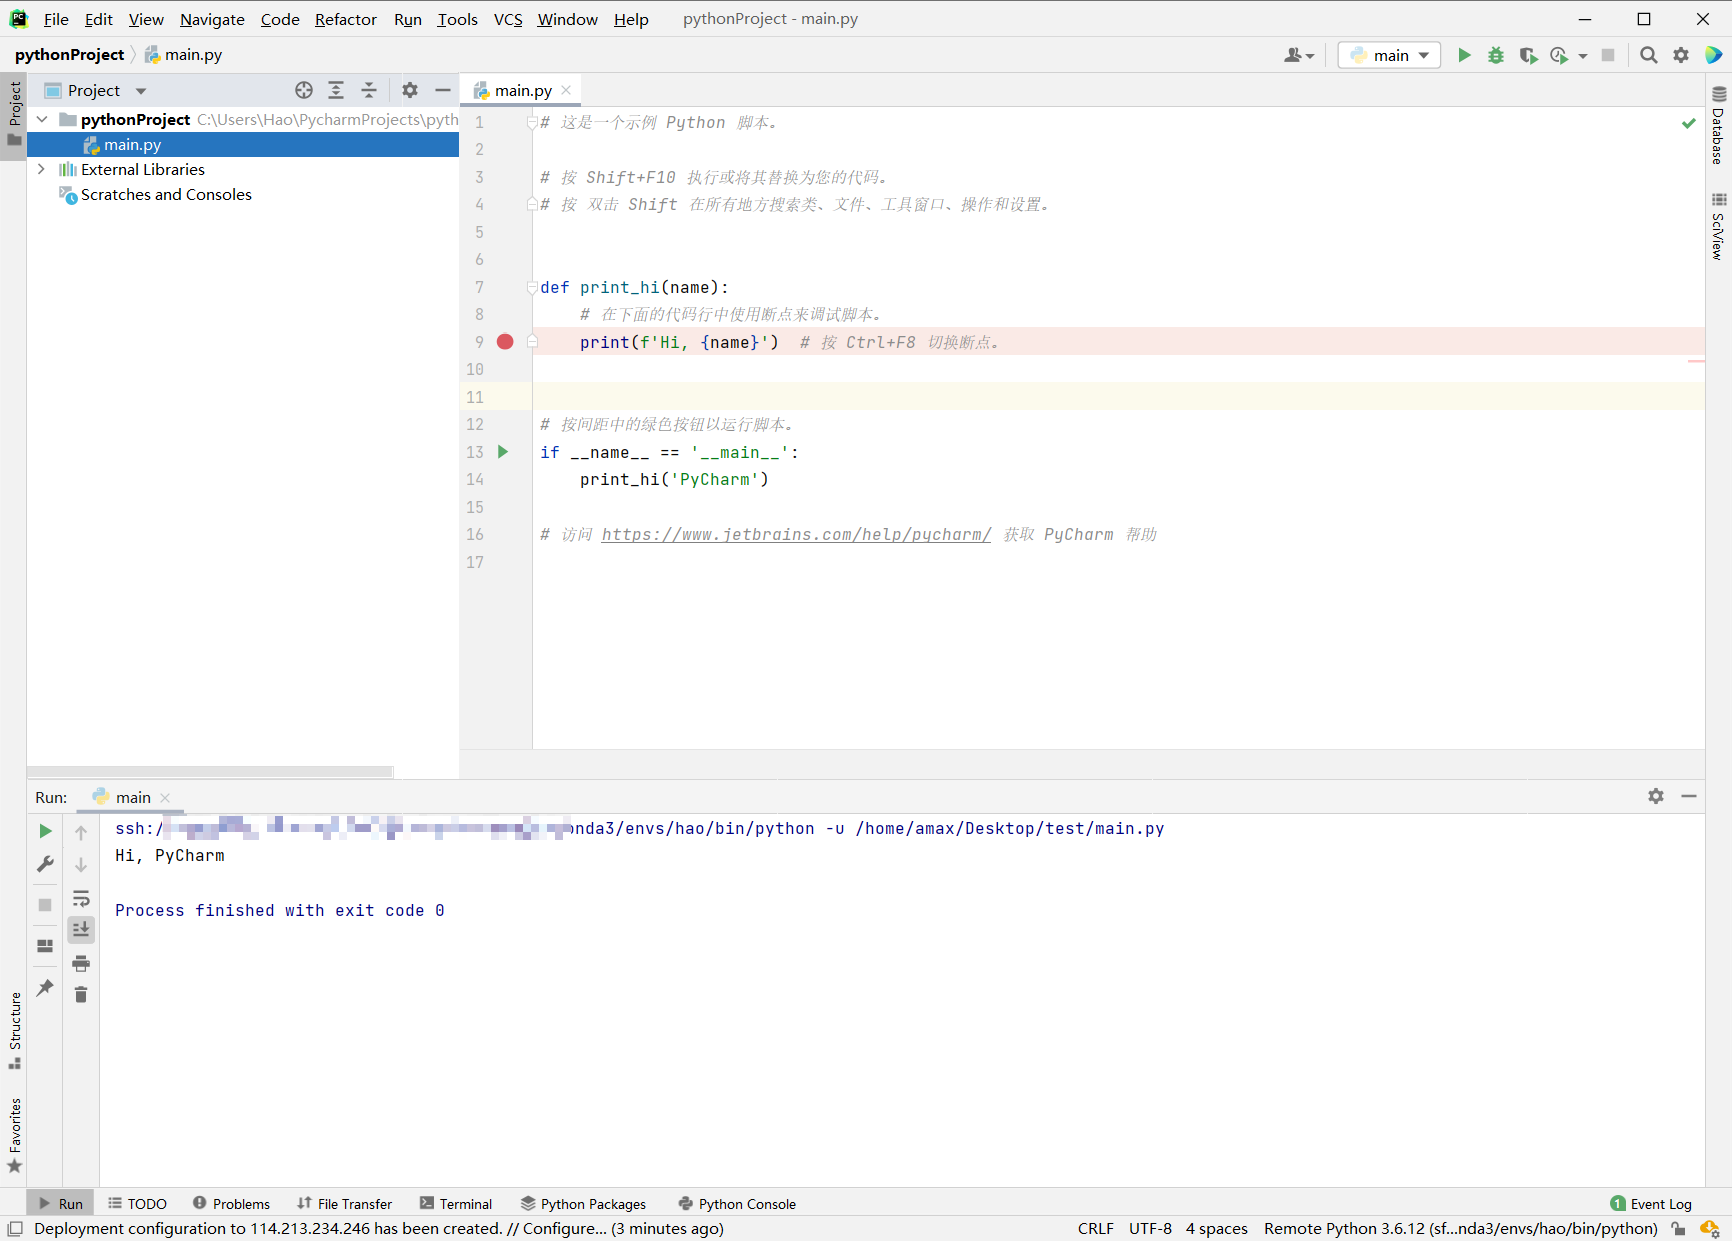 File Edit View Navigate Code Refactor Run Tools VCS Window Help pythonProject - main.py
pythonProject main.py
main
Project
main.py
pythonProject C:\Users\Hao\PycharmProjects\pyth
main.py
External Libraries
Scratches and Consoles
Project
Structure
Favorites
Database
SciView
1 # 这是一个示例 Python 脚本。
2
3 # 按 Shift+F10 执行或将其替换为您的代码。
4 # 按 双击 Shift 在所有地方搜索类、文件、工具窗口、操作和设置。
5
6
7 def print_hi(name):
8 # 在下面的代码行中使用断点来调试脚本。
9 print(f'Hi, {name}') # 按 Ctrl+F8 切换断点。
10
11
12 # 按间距中的绿色按钮以运行脚本。
13 if __name__ == '__main__':
14 print_hi('PyCharm')
15
16 # 访问 https://www.jetbrains.com/help/pycharm/ 获取 PyCharm 帮助
17
Run: main
ssh:/ onda3/envs/hao/bin/python -u /home/amax/Desktop/test/main.py
Hi, PyCharm
Process finished with exit code 0
Run TODO Problems File Transfer Terminal Python Packages Python Console 1 Event Log
Deployment configuration to 114.213.234.246 has been created. // Configure... (3 minutes ago) CRLF UTF-8 4 spaces Remote Python 3.6.12 (sf...nda3/envs/hao/bin/python)